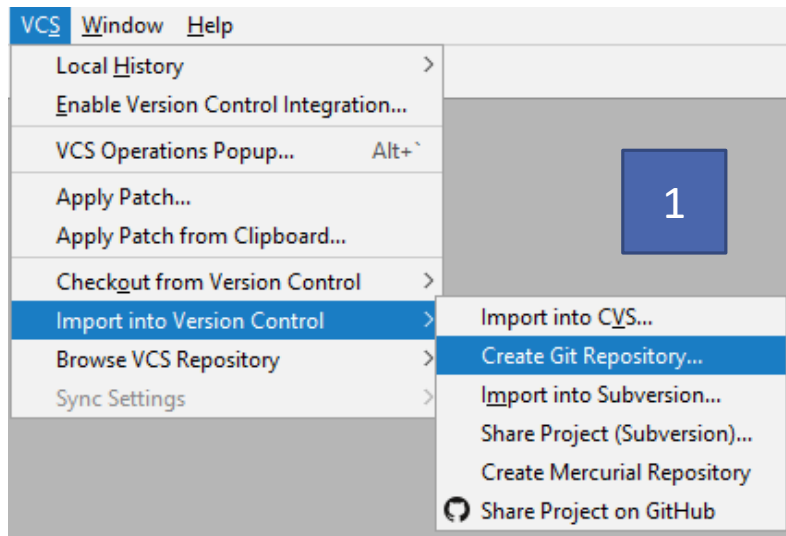 VCS Window Help
Local History
Enable Version Control Integration...
VCS Operations Popup... Alt+`
Apply Patch...
Apply Patch from Clipboard...
Checkout from Version Control
Import into Version Control
Browse VCS Repository
Sync Settings
1
Import into CVS...
Create Git Repository...
Import into Subversion...
Share Project (Subversion)...
Create Mercurial Repository
Share Project on GitHub